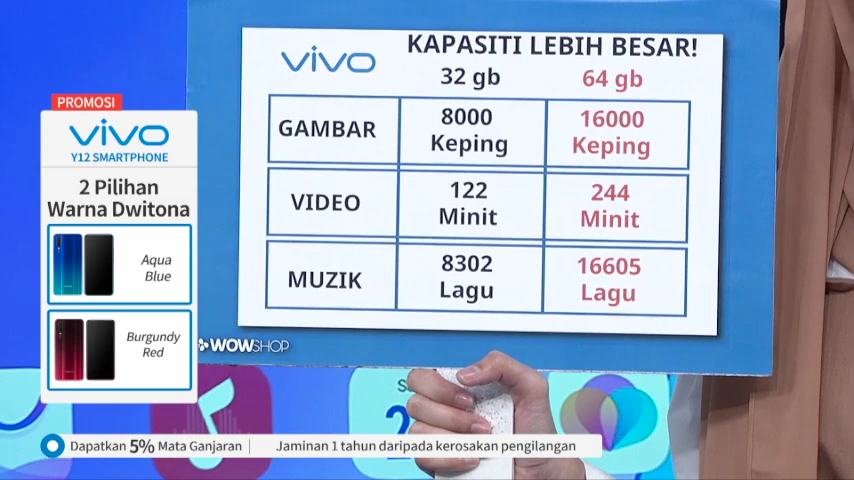 PROMOSI
vivo
Y12 SMARTPHONE
2 Pilihan
Warna Dwitona
Aqua
Blue
Burgundy
Red
vivo
KAPASITI LEBIH BESAR!
32 gb
64 gb
GAMBAR
8000
Keping
16000
Keping
VIDEO
122
Minit
244
Minit
MUZIK
8302
Lagu
16605
Lagu
WOWSHOP
Dapatkan 5% Mata Ganjaran
Jaminan 1 tahun daripada kerosakan pengilangan